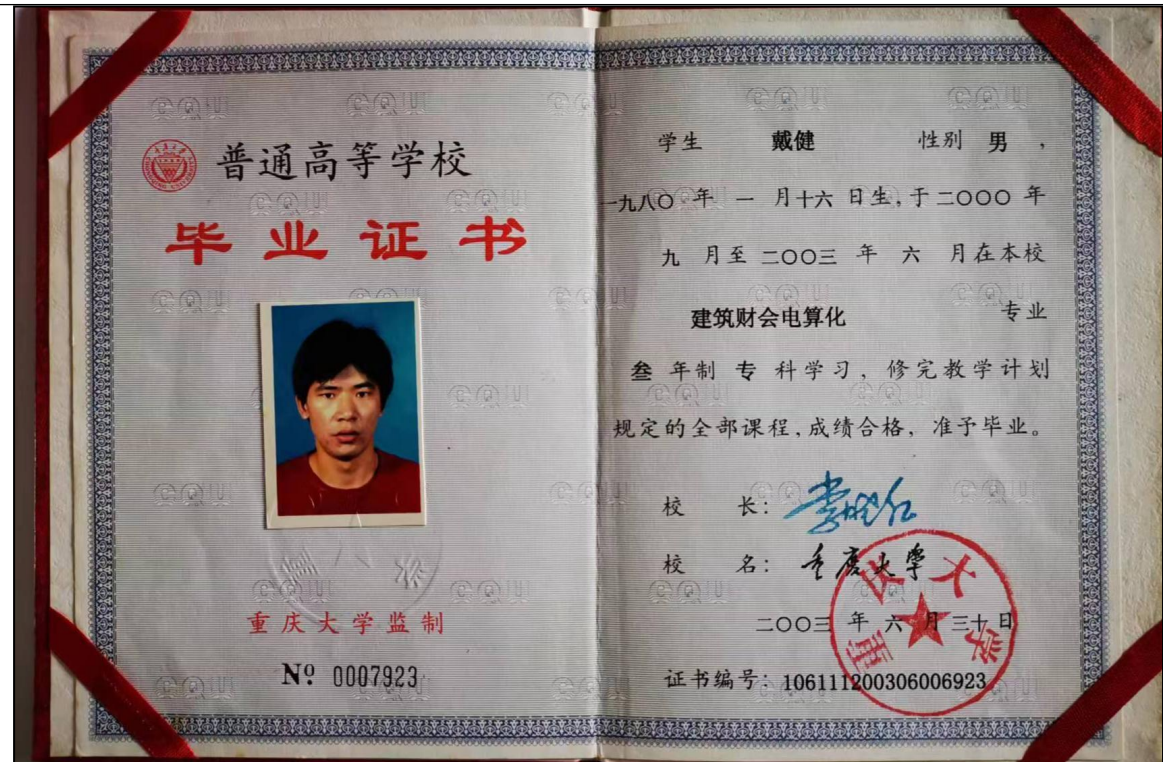 普通高等学校
毕业证书
重庆大学监制
№ 0007923
学生 戴健 性别 男，
一九八〇年 一 月十六 日生,于二〇〇〇 年
九 月至 二〇〇三 年 六 月在本校
建筑财会电算化 专业
叁 年制 专 科学习，修完教学计划
规定的全部课程,成绩合格，准予毕业。
校 长：
校 名：重庆大学
二〇〇三 年 六 月三十日
证书编号：106111200306006923
重庆大学
CQU